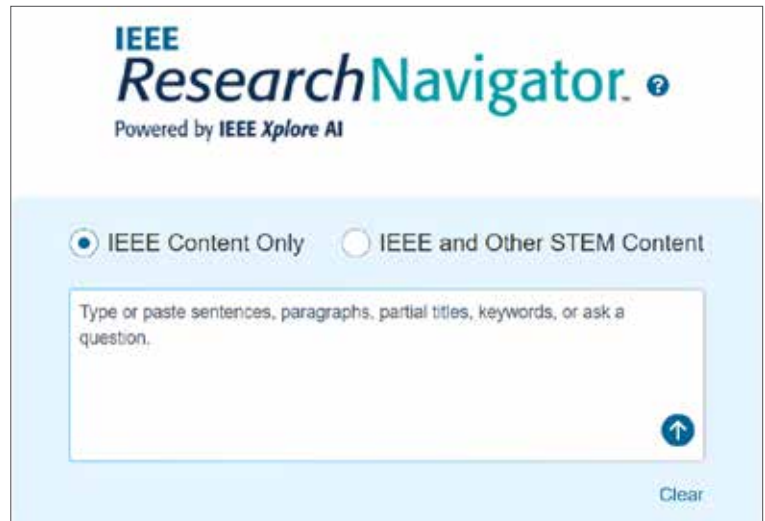 IEEE
ResearchNavigator™ ?
Powered by IEEE Xplore AI
IEEE Content Only IEEE and Other STEM Content
Type or paste sentences, paragraphs, partial titles, keywords, or ask a
question.
Clear